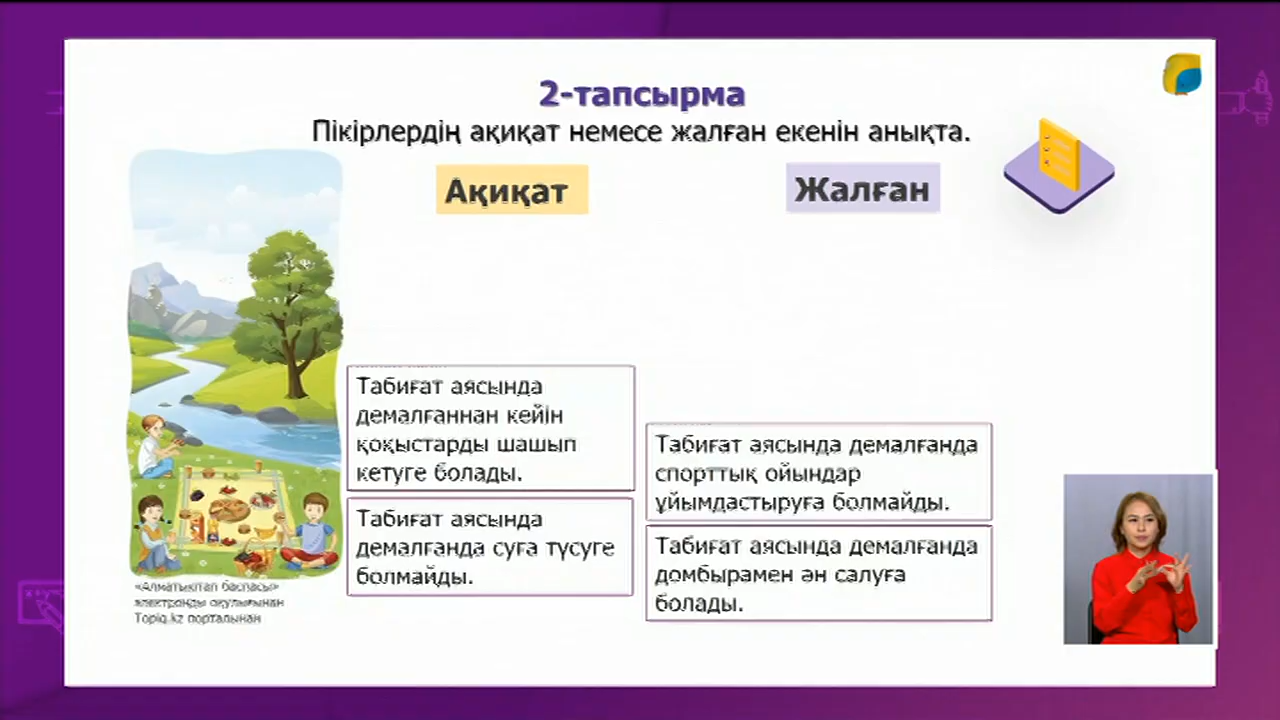 2-тапсырма
Пікірлердің ақиқат немесе жалған екенін анықта.
Ақиқат
Жалған
Табиғат аясында
демалғаннан кейін
қоқыстарды шашып
кетуге болады.
Табиғат аясында
демалғанда суға түсуге
болмайды.
Табиғат аясында демалғанда
спорттық ойындар
ұйымдастыруға болмайды.
Табиғат аясында демалғанда
домбырамен ән салуға
болады.
«Алматыкітап баспасы»
электронды оқулығынан
Topiq.kz порталынан